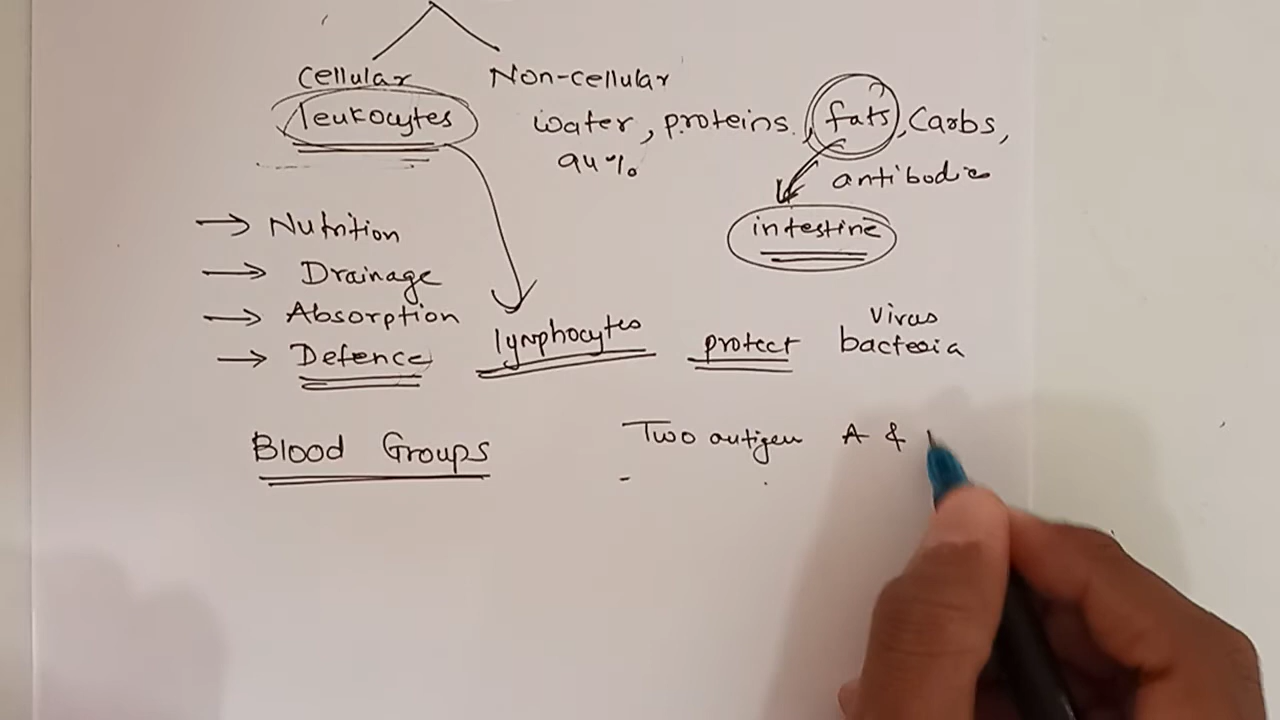 Cellular Non-cellular
leukocytes water, proteins, fats, Carbs,
94% antibodies
→ Nutrition intestine
→ Drainage
→ Absorption virus
lymphocytes protect bacteria
→ Defence
Blood Groups Two antigen A &